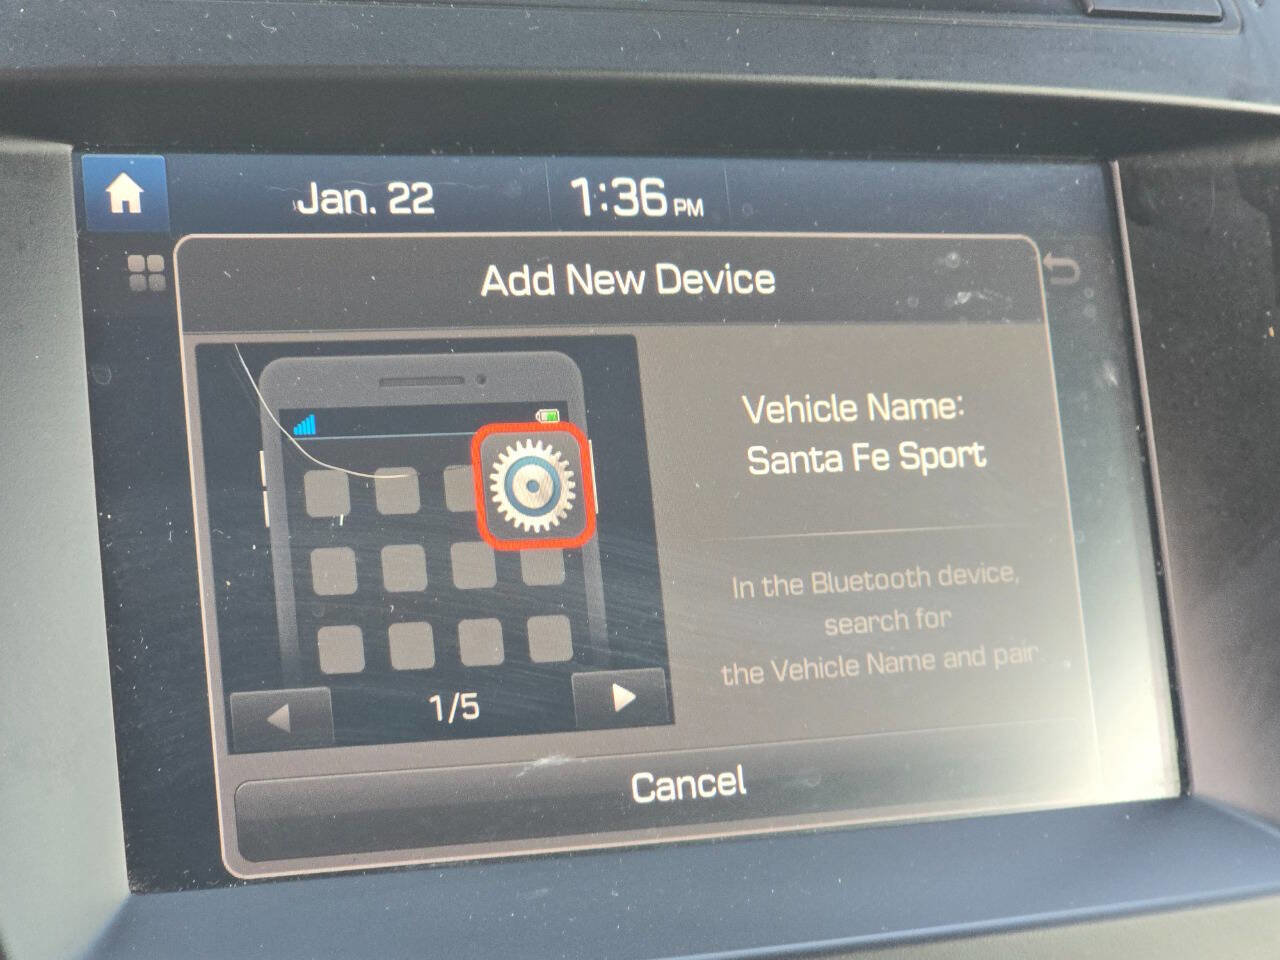 Jan. 22
1:36 PM
Add New Device
Vehicle Name:
Santa Fe Sport
In the Bluetooth device,
search for
the Vehicle Name and pair
1/5
Cancel